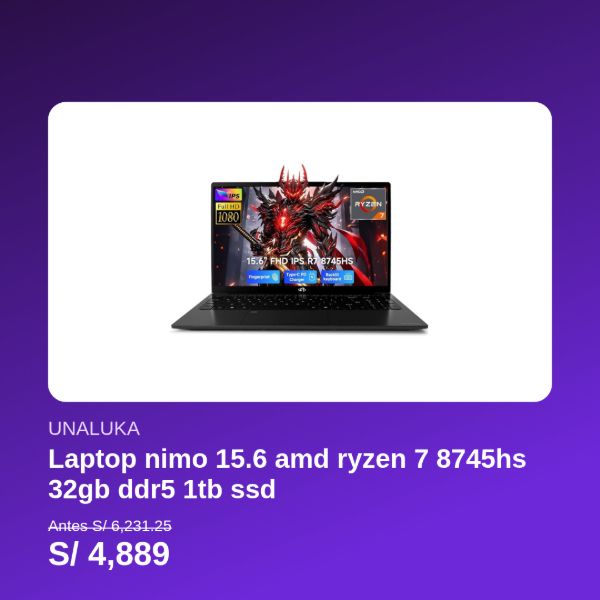 IPS
Full HD
1080
AMD
RYZEN
7
15.6" FHD IPS R7 8745HS
Fingerprint
Type-C PD
Charger
Backlit
keyboard
UNALUKA
Laptop nimo 15.6 amd ryzen 7 8745hs
32gb ddr5 1tb ssd
Antes S/ 6,231.25
S/ 4,889